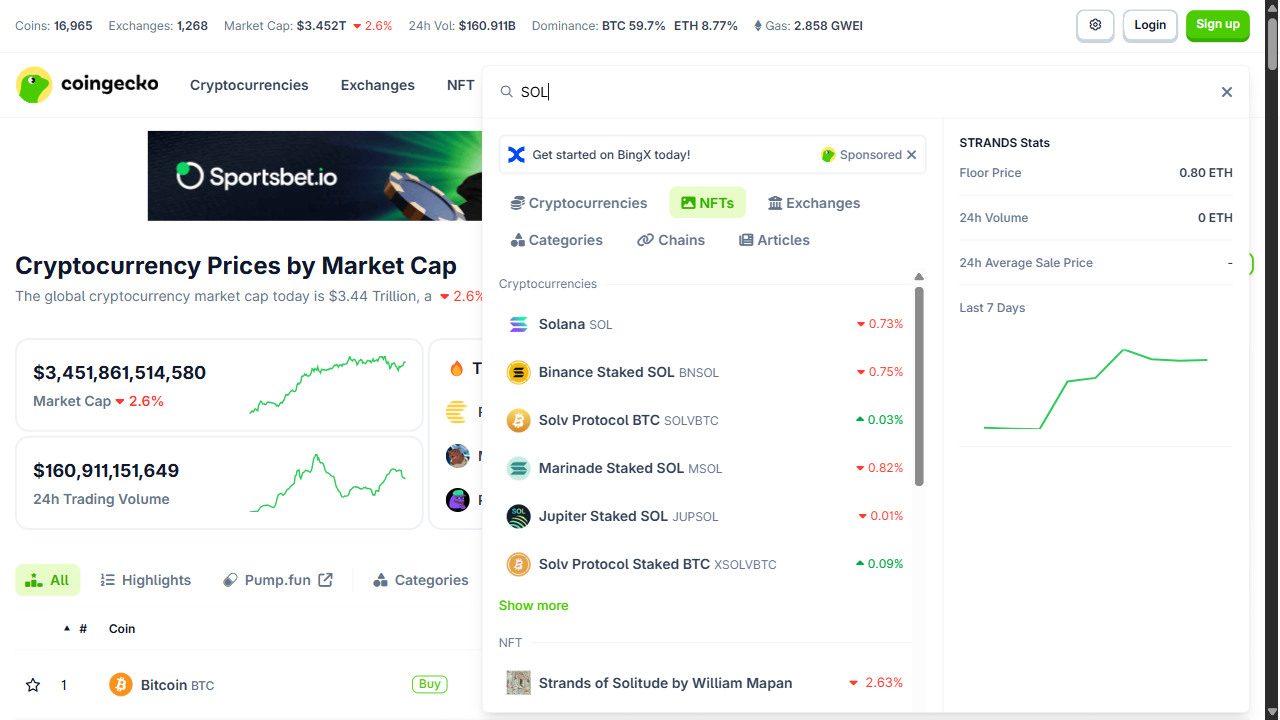 Coins: 16,965 Exchanges: 1,268 Market Cap: $3.452T 2.6% 24h Vol: $160.911B Dominance: BTC 59.7% ETH 8.77% Gas: 2.858 GWEI Login Sign up
coingecko Cryptocurrencies Exchanges NFT
SOL
Sportsbet.io
Get started on BingX today! Sponsored
Cryptocurrencies NFTs Exchanges
Categories Chains Articles
Cryptocurrencies
Solana SOL 0.73%
Binance Staked SOL BNSOL 0.75%
Solv Protocol BTC SOLVBTC 0.03%
Marinade Staked SOL MSOL 0.82%
Jupiter Staked SOL JUPSOL 0.01%
Solv Protocol Staked BTC XSOLVBTC 0.09%
Show more
NFT
Strands of Solitude by William Mapan 2.63%
STRANDS Stats
Floor Price 0.80 ETH
24h Volume 0 ETH
24h Average Sale Price -
Last 7 Days
Cryptocurrency Prices by Market Cap
The global cryptocurrency market cap today is $3.44 Trillion, a 2.6%
$3,451,861,514,580
Market Cap 2.6%
$160,911,151,649
24h Trading Volume
All Highlights Pump.fun Categories
# Coin
1 Bitcoin BTC Buy